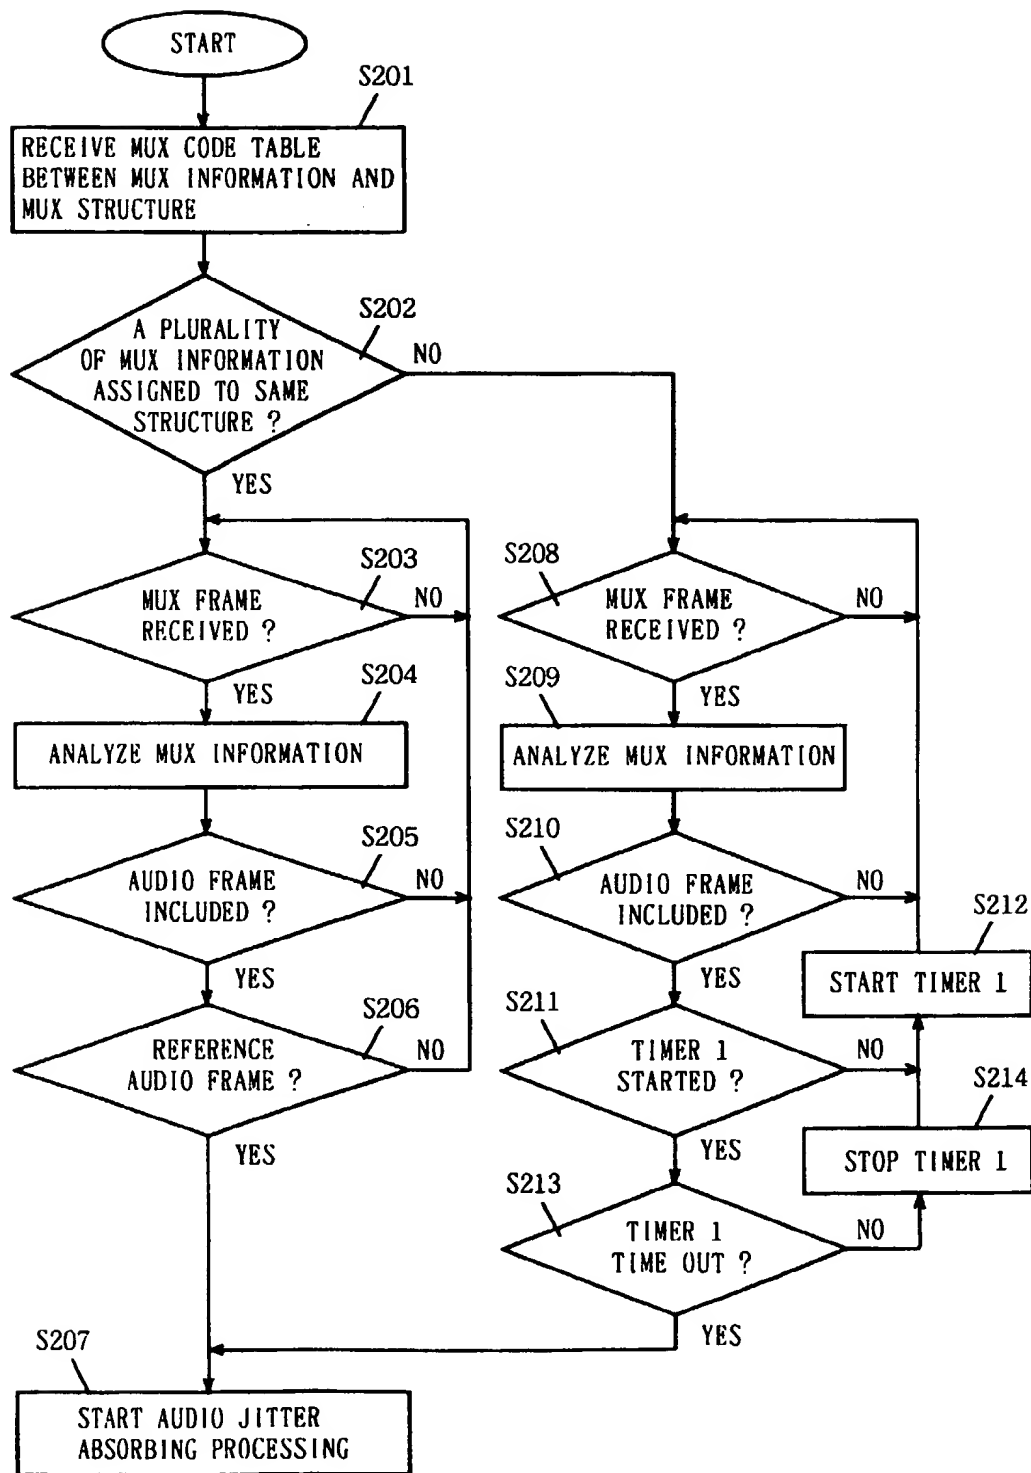 START
S201
RECEIVE MUX CODE TABLE
BETWEEN MUX INFORMATION AND
MUX STRUCTURE
S202
A PLURALITY
OF MUX INFORMATION
ASSIGNED TO SAME
STRUCTURE ?
NO
YES
S203
MUX FRAME
RECEIVED ?
NO
YES
S204
ANALYZE MUX INFORMATION
S205
AUDIO FRAME
INCLUDED ?
NO
YES
S206
REFERENCE
AUDIO FRAME ?
NO
YES
S208
MUX FRAME
RECEIVED ?
NO
YES
S209
ANALYZE MUX INFORMATION
S210
AUDIO FRAME
INCLUDED ?
NO
YES
S211
TIMER 1
STARTED ?
NO
YES
S212
START TIMER 1
S213
TIMER 1
TIME OUT ?
NO
YES
S214
STOP TIMER 1
S207
START AUDIO JITTER
ABSORBING PROCESSING